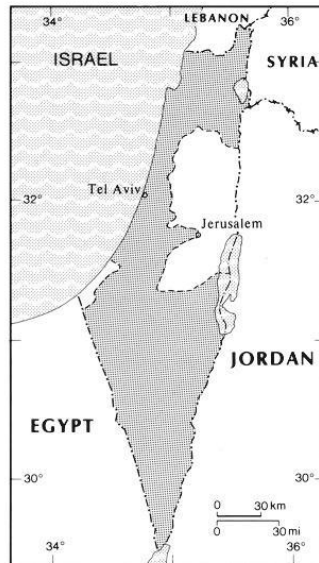 34° LEBANON 36°
ISRAEL
SYRIA
32° 32°
Tel Aviv
Jerusalem
JORDAN
EGYPT
30° 30°
0 30 km
0 30 mi
34° 36°